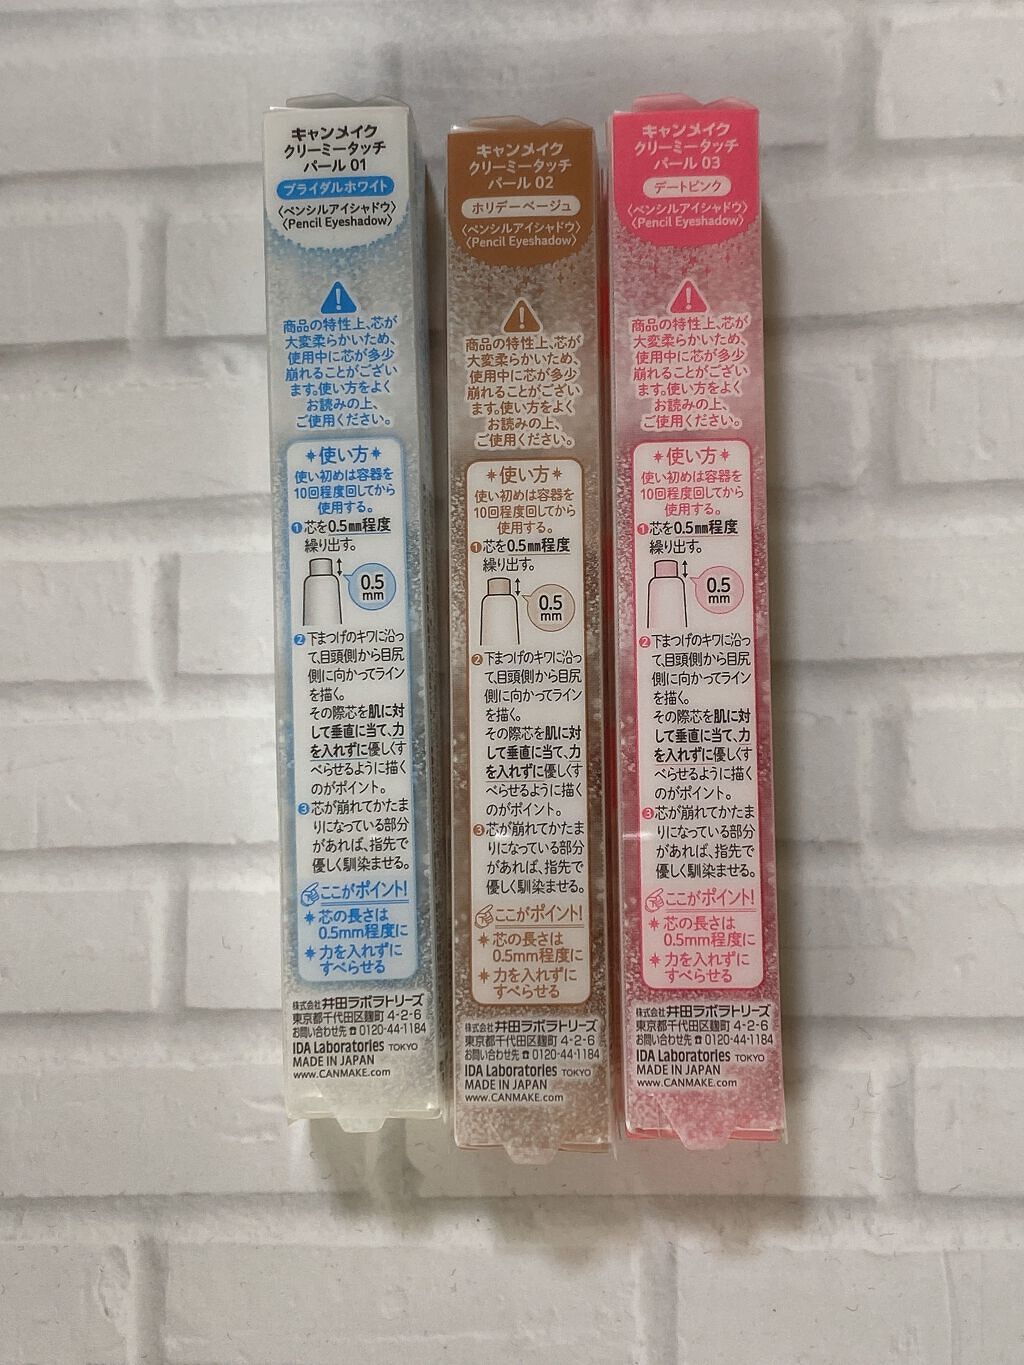 キャンメイク
クリーミータッチ
パール 01
ブライダルホワイト
〈ペンシルアイシャドウ〉
〈Pencil Eyeshadow〉
!
商品の特性上、芯が
大変柔らかいため、
使用中に芯が多少
崩れることがござい
ます。使い方をよく
お読みの上、
ご使用ください。
使い方
使い初めは容器を
10回程度回してから
使用する。
1 芯を0.5mm程度
繰り出す。
0.5
mm
2 下まつげのキワに沿っ
て、目頭側から目尻
側に向かってライン
を描く。
その際芯を肌に対
して垂直に当て、力
を入れずに優しくす
べらせるように描く
のがポイント。
3 芯が崩れてかたま
りになっている部分
があれば、指先で
優しく馴染ませる。
ここがポイント!
芯の長さは
0.5mm程度に
力を入れずに
すべらせる
株式会社 井田ラボラトリーズ
東京都千代田区麹町 4-2-6
お問い合わせ先 ☎ 0120-44-1184
IDA Laboratories TOKYO
MADE IN JAPAN
www.CANMAKE.com
キャンメイク
クリーミータッチ
パール 02
ホリデーベージュ
〈ペンシルアイシャドウ〉
〈Pencil Eyeshadow〉
!
商品の特性上、芯が
大変柔らかいため、
使用中に芯が多少
崩れることがござい
ます。使い方をよく
お読みの上、
ご使用ください。
使い方
使い初めは容器を
10回程度回してから
使用する。
1 芯を0.5mm程度
繰り出す。
0.5
mm
2 下まつげのキワに沿っ
て、目頭側から目尻
側に向かってライン
を描く。
その際芯を肌に対
して垂直に当て、力
を入れずに優しくす
べらせるように描く
のがポイント。
3 芯が崩れてかたま
りになっている部分
があれば、指先で
優しく馴染ませる。
ここがポイント!
芯の長さは
0.5mm程度に
力を入れずに
すべらせる
株式会社 井田ラボラトリーズ
東京都千代田区麹町 4-2-6
お問い合わせ先 ☎ 0120-44-1184
IDA Laboratories TOKYO
MADE IN JAPAN
www.CANMAKE.com
キャンメイク
クリーミータッチ
パール 03
デートピンク
〈ペンシルアイシャドウ〉
〈Pencil Eyeshadow〉
!
商品の特性上、芯が
大変柔らかいため、
使用中に芯が多少
崩れることがござい
ます。使い方をよく
お読みの上、
ご使用ください。
使い方
使い初めは容器を
10回程度回してから
使用する。
1 芯を0.5mm程度
繰り出す。
0.5
mm
2 下まつげのキワに沿っ
て、目頭側から目尻
側に向かってライン
を描く。
その際芯を肌に対
して垂直に当て、力
を入れずに優しくす
べらせるように描く
のがポイント。
3 芯が崩れてかたま
りになっている部分
があれば、指先で
優しく馴染ませる。
ここがポイント!
芯の長さは
0.5mm程度に
力を入れずに
すべらせる
株式会社 井田ラボラトリーズ
東京都千代田区麹町 4-2-6
お問い合わせ先 ☎ 0120-44-1184
IDA Laboratories TOKYO
MADE IN JAPAN
www.CANMAKE.com